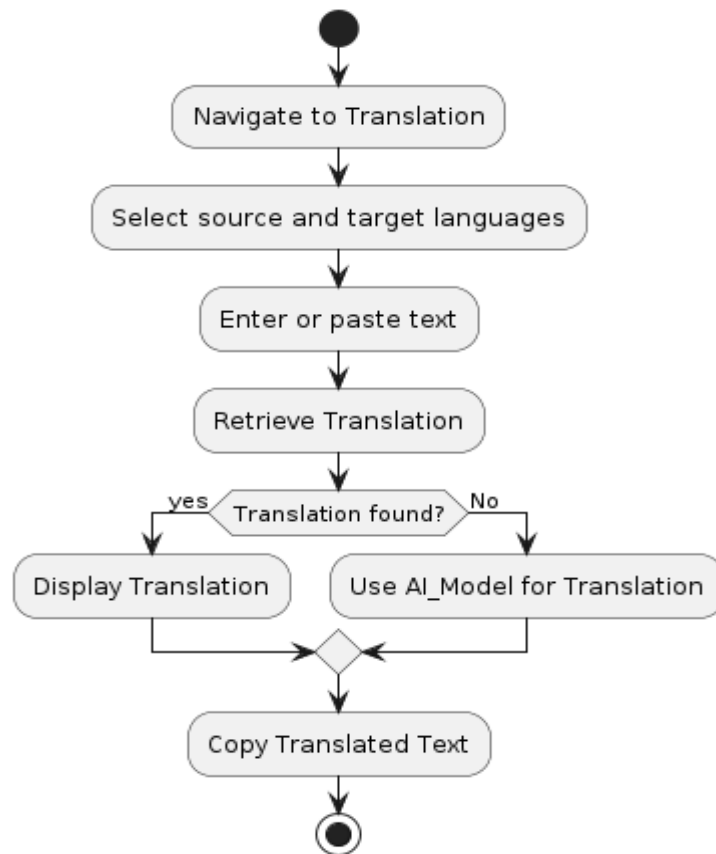 Navigate to Translation
Select source and target languages
Enter or paste text
Retrieve Translation
yes
Translation found?
No
Display Translation
Use AI_Model for Translation
Copy Translated Text